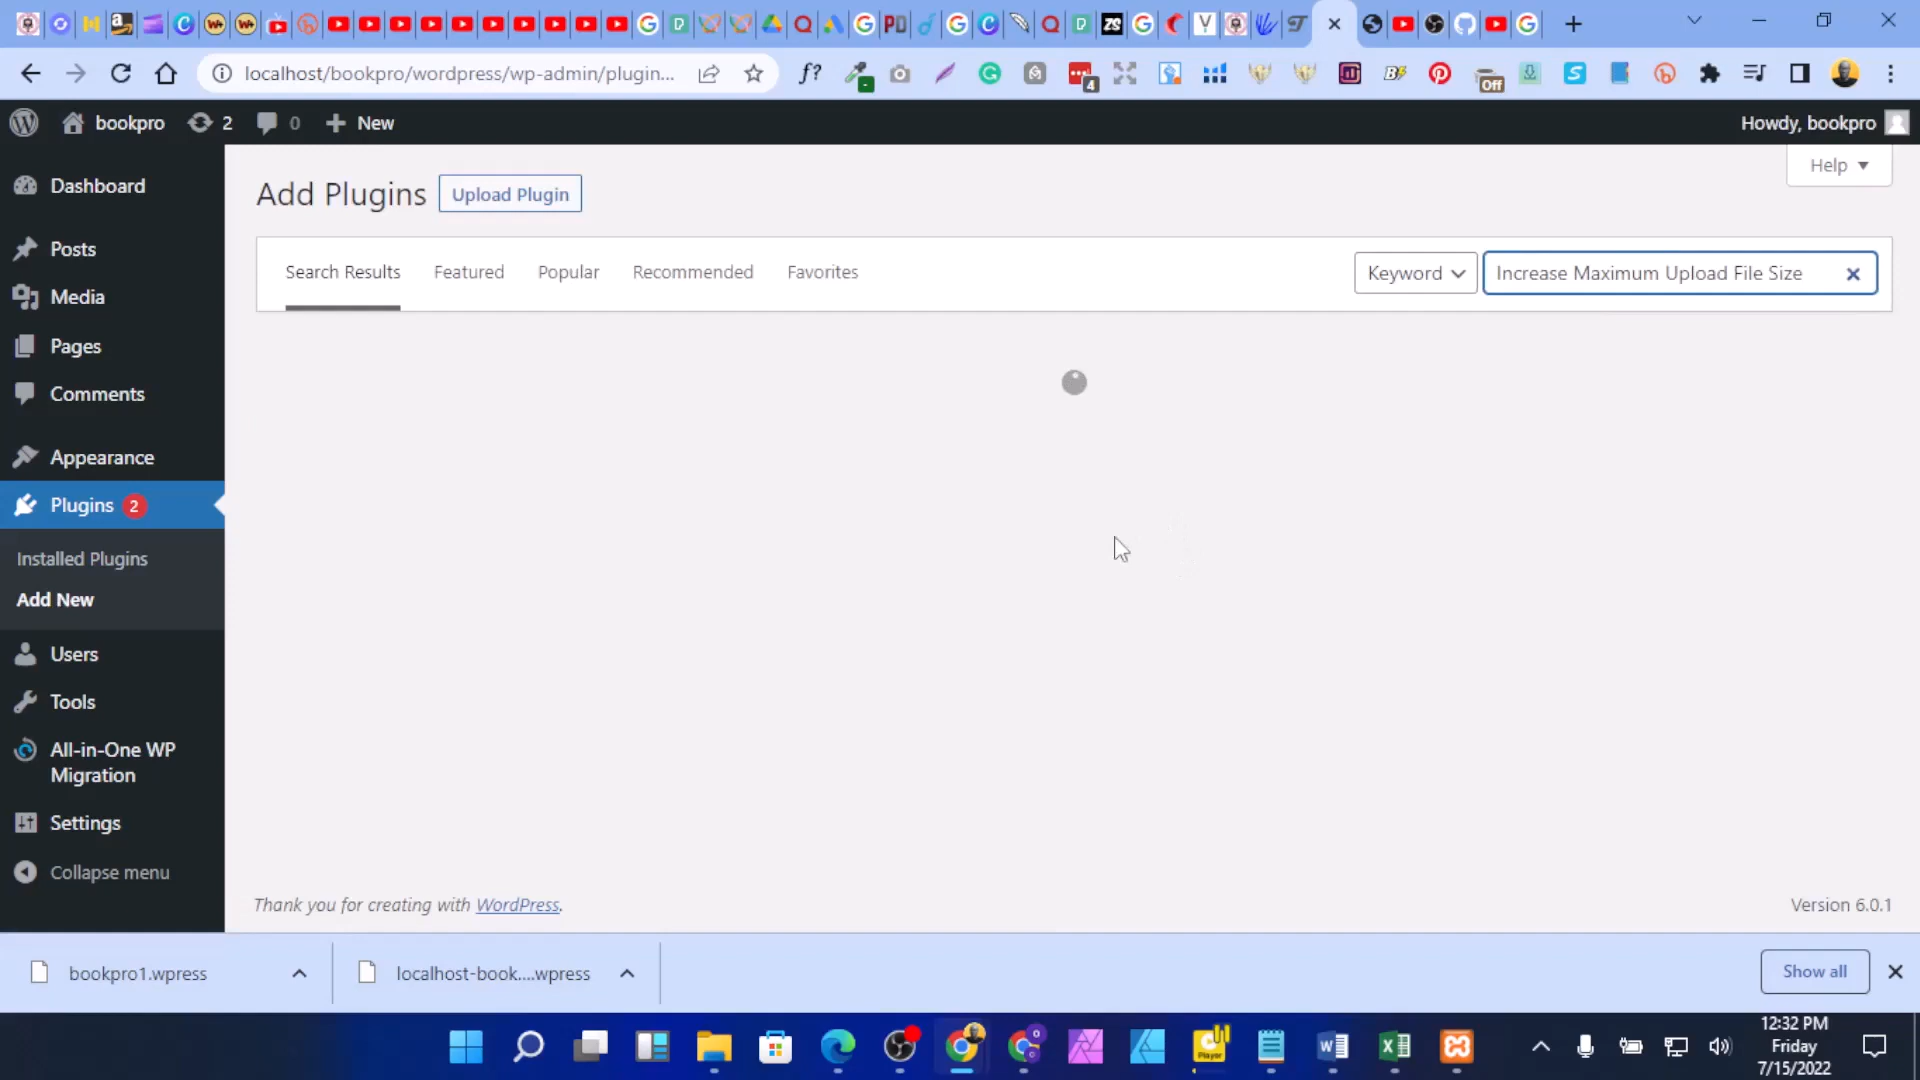 localhost/bookpro/wordpress/wp-admin/plugin...
f?
4
Off
bookpro
2
0
New
Howdy, bookpro
Help
Dashboard
Posts
Media
Pages
Comments
Appearance
Plugins 2
Installed Plugins
Add New
Users
Tools
All-in-One WP
Migration
Settings
Collapse menu
Add Plugins
Upload Plugin
Search Results
Featured
Popular
Recommended
Favorites
Keyword
Increase Maximum Upload File Size
Thank you for creating with WordPress.
Version 6.0.1
bookpro1.wpress
localhost-book....wpress
Show all
12:32 PM
Friday
7/15/2022